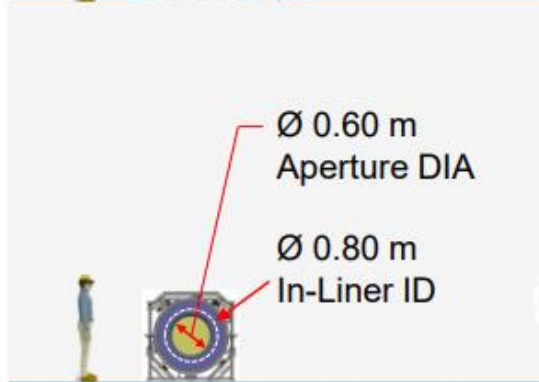 Ø 0.60 m
Aperture DIA
Ø 0.80 m
In-Liner ID